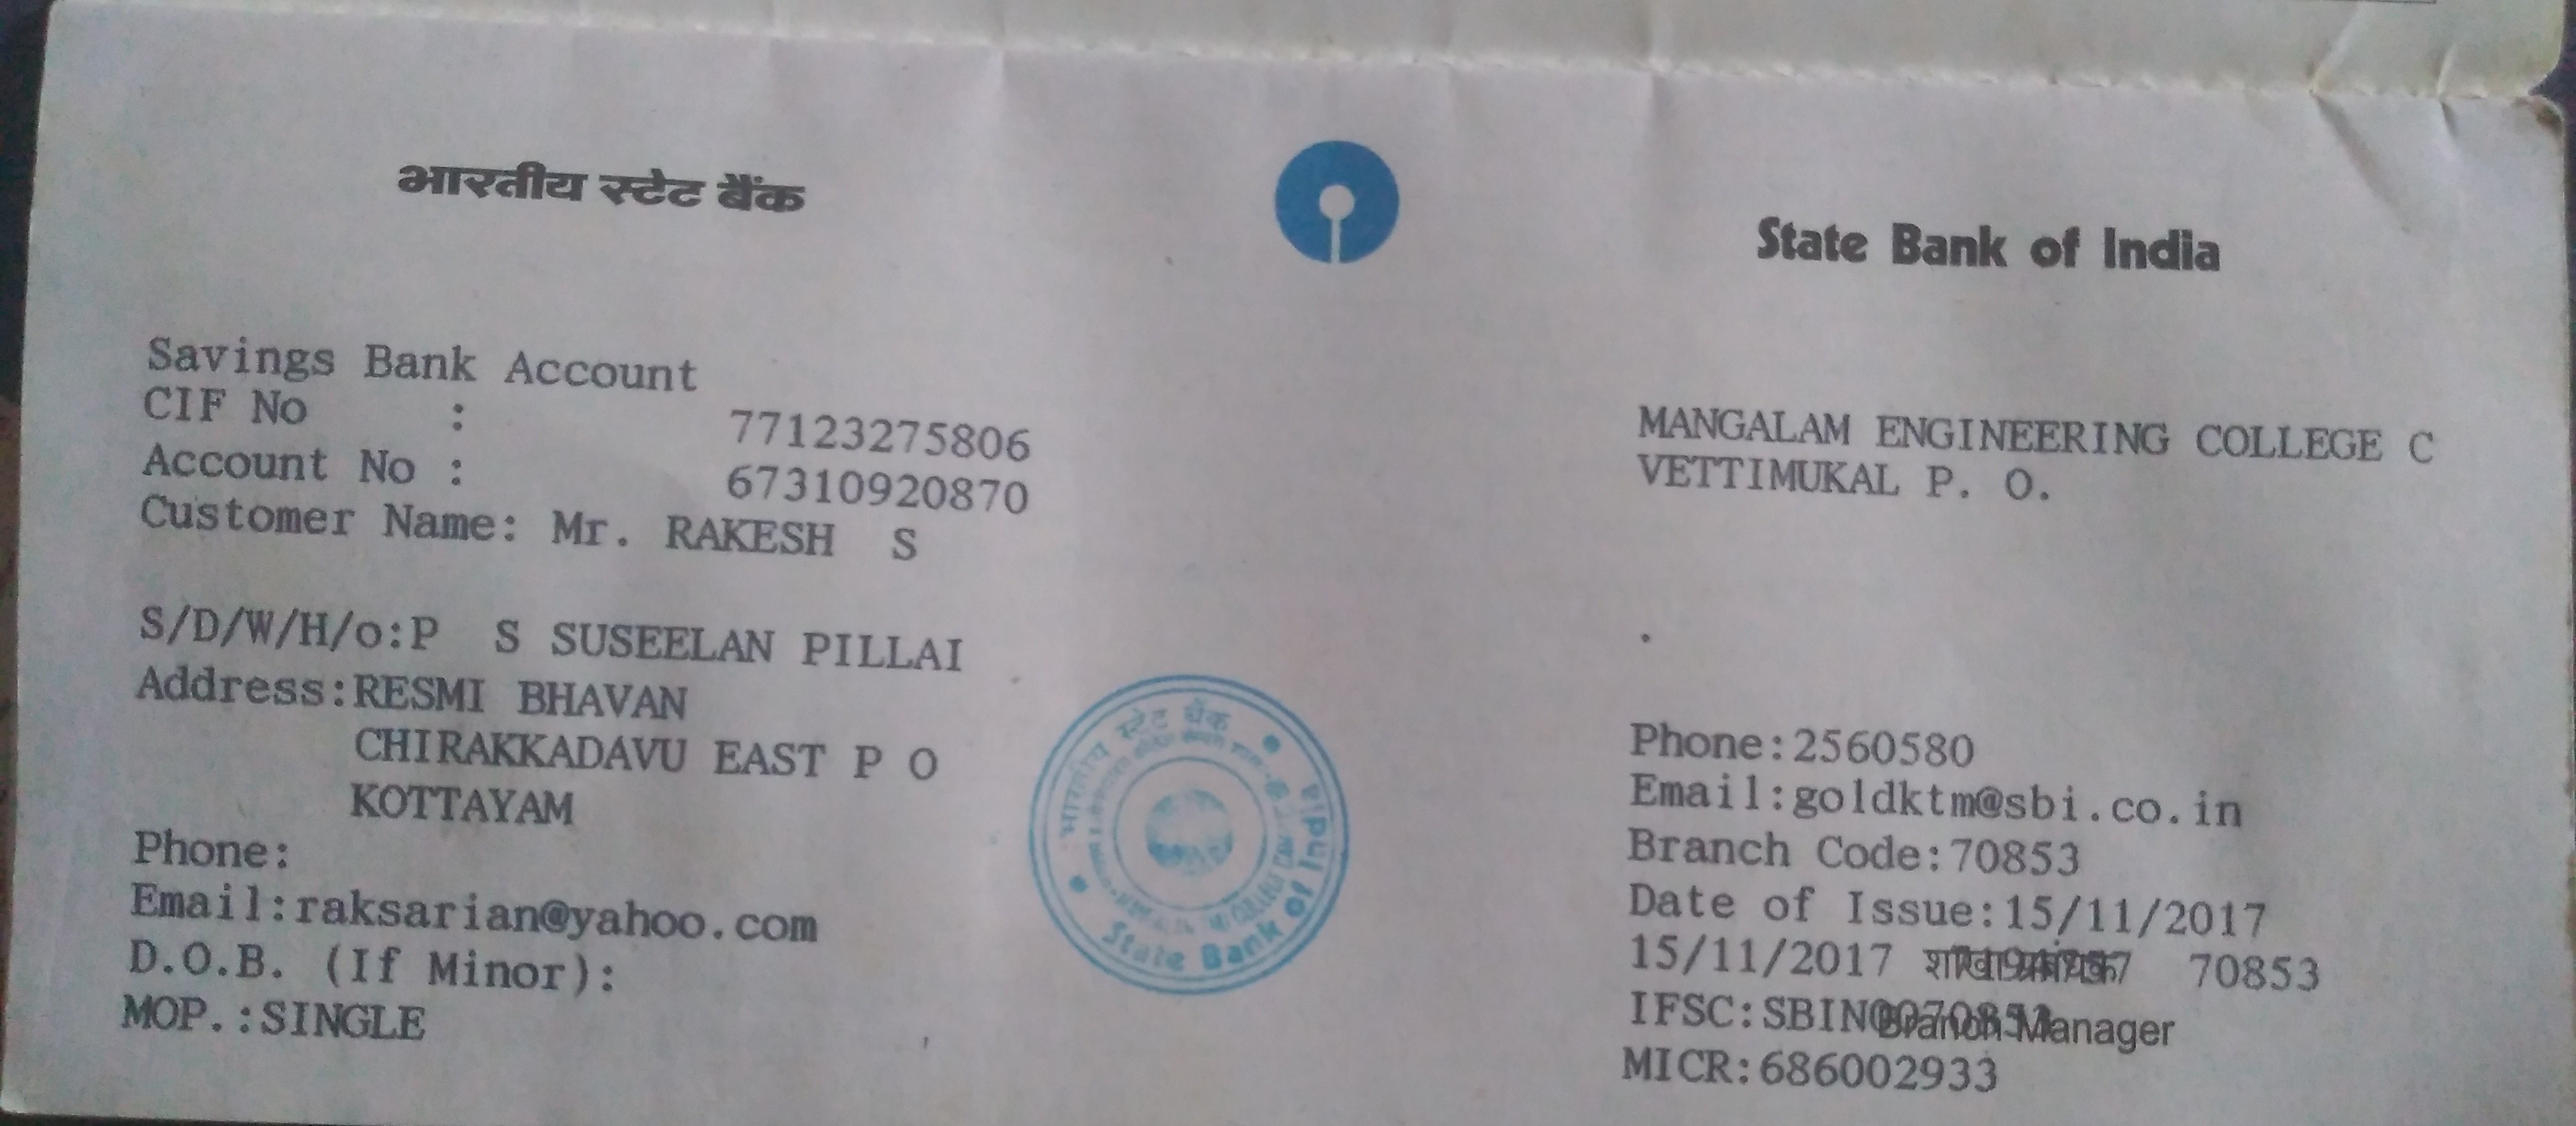 भारतीय स्टेट बैंक
State Bank of India
Savings Bank Account
CIF No : 77123275806
Account No : 67310920870
Customer Name: Mr. RAKESH S
S/D/W/H/o:P S SUSEELAN PILLAI
Address:RESMI BHAVAN
CHIRAKKADAVU EAST P O
KOTTAYAM
Phone:
Email:raksarian@yahoo.com
D.O.B. (If Minor):
MOP.:SINGLE
MANGALAM ENGINEERING COLLEGE C
VETTIMUKAL P. O.
Phone:2560580
Email:goldktm@sbi.co.in
Branch Code:70853
Date of Issue:15/11/2017
15/11/2017 70853
IFSC:SBIN0070853
Branch Manager
MICR:686002933
भारतीय स्टेट बैंक
State Bank of India